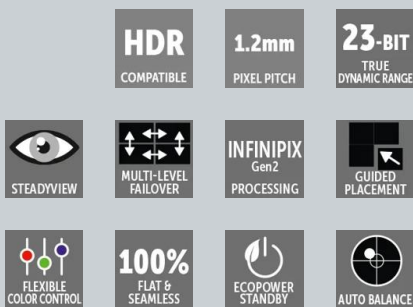 HDR
COMPATIBLE
1.2mm
PIXEL PITCH
23-BIT
TRUE
DYNAMIC RANGE
STEADYVIEW
MULTI-LEVEL
FAILOVER
INFINIPIX
Gen2
PROCESSING
GUIDED
PLACEMENT
FLEXIBLE
COLOR CONTROL
100%
FLAT &
SEAMLESS
ECOPOWER
STANDBY
AUTO BALANCE